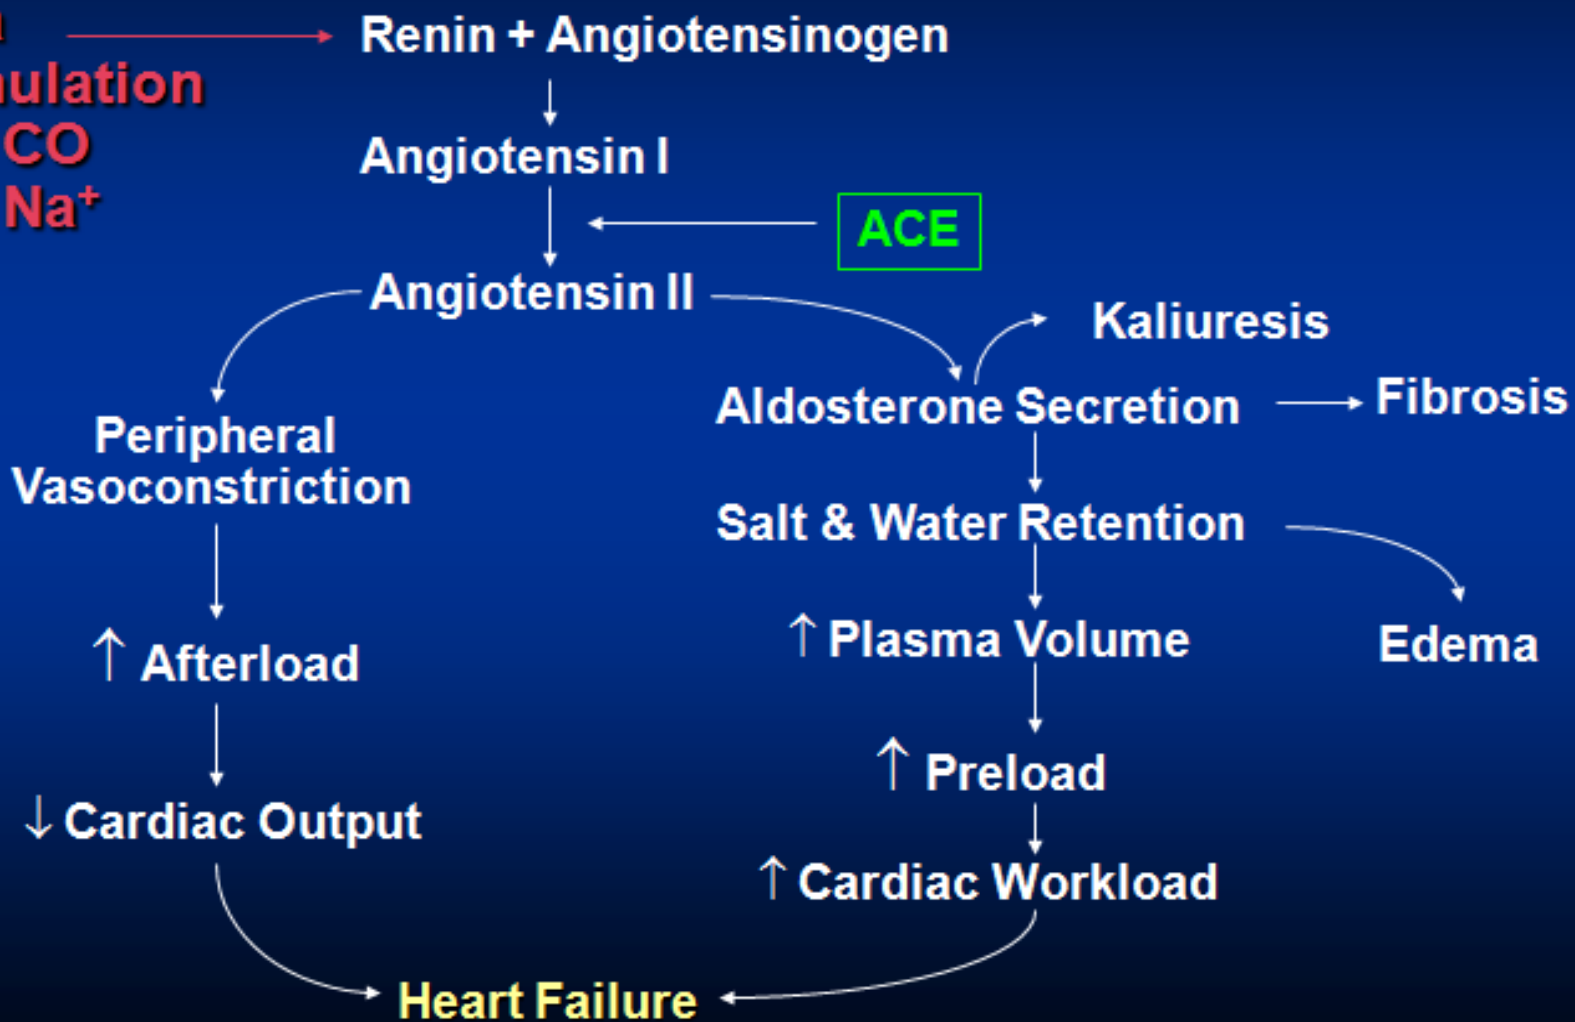 Renin + Angiotensinogen
CO
Na⁺
Angiotensin I
ACE
Angiotensin II
Kaliuresis
Aldosterone Secretion
Fibrosis
Peripheral
Vasoconstriction
Salt & Water Retention
↑ Afterload
↑ Plasma Volume
Edema
↑ Preload
↓ Cardiac Output
↑ Cardiac Workload
Heart Failure